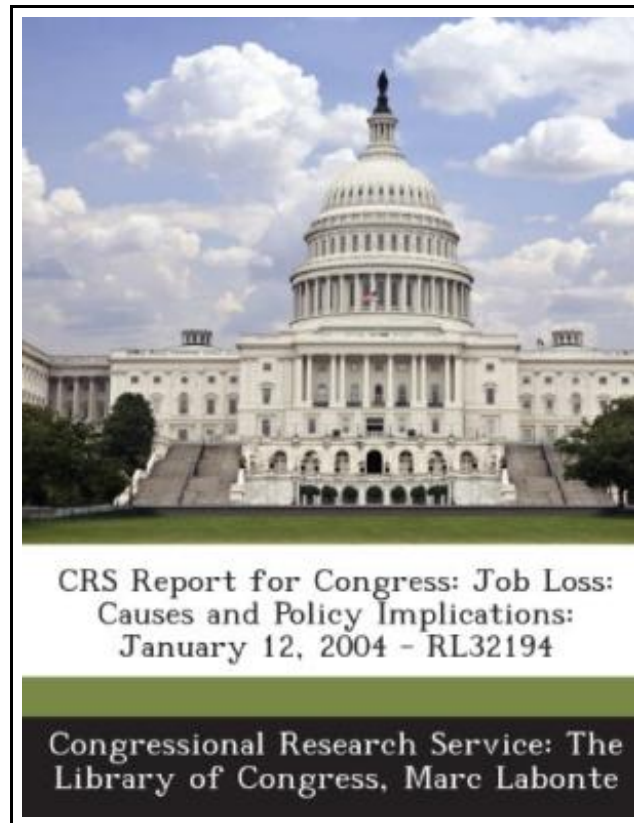 CRS Report for Congress: Job Loss:
Causes and Policy Implications:
January 12, 2004 - RL32194
Congressional Research Service: The
Library of Congress, Marc Labonte